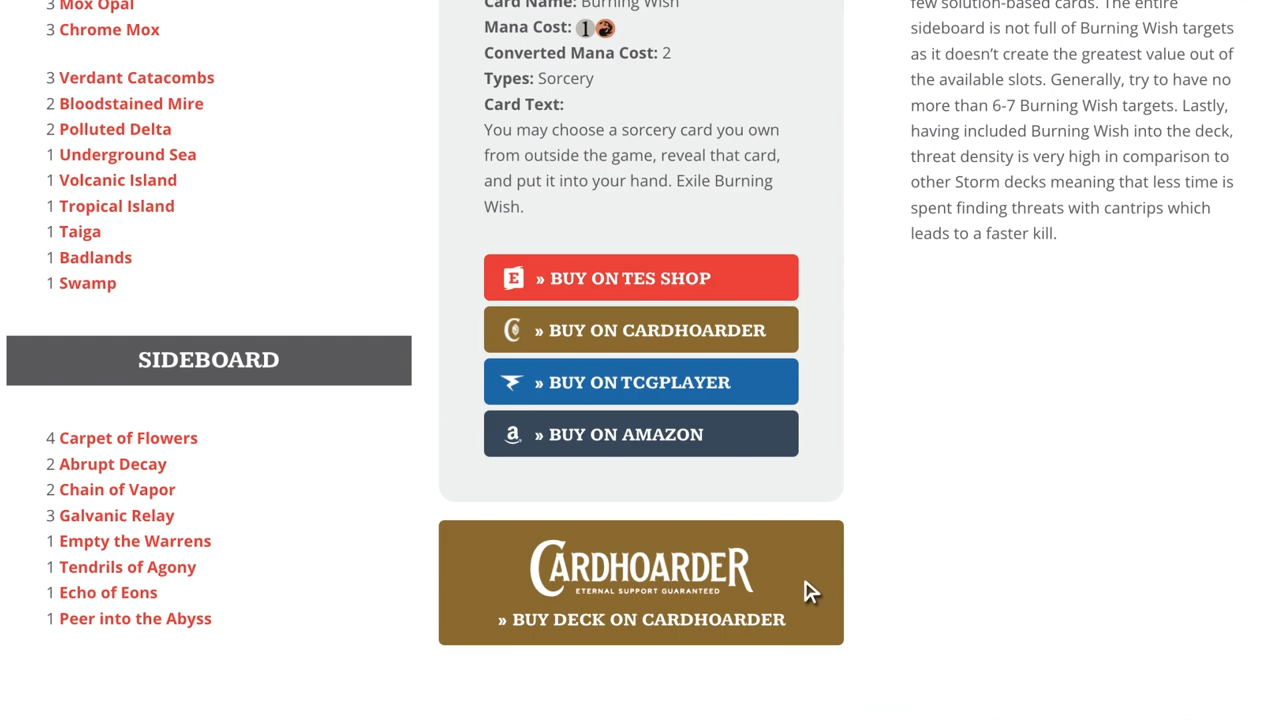 3 Mox Opal
3 Chrome Mox
3 Verdant Catacombs
2 Bloodstained Mire
2 Polluted Delta
1 Underground Sea
1 Volcanic Island
1 Tropical Island
1 Taiga
1 Badlands
1 Swamp
SIDEBOARD
4 Carpet of Flowers
2 Abrupt Decay
2 Chain of Vapor
3 Galvanic Relay
1 Empty the Warrens
1 Tendrils of Agony
1 Echo of Eons
1 Peer into the Abyss
Card Name: Burning Wish
Mana Cost: 1
Converted Mana Cost: 2
Types: Sorcery
Card Text:
You may choose a sorcery card you own
from outside the game, reveal that card,
and put it into your hand. Exile Burning
Wish.
E » BUY ON TES SHOP
» BUY ON CARDHOARDER
» BUY ON TCGPLAYER
a » BUY ON AMAZON
CARDHOARDER
ETERNAL SUPPORT GUARANTEED
» BUY DECK ON CARDHOARDER
few solution-based cards. The entire
sideboard is not full of Burning Wish targets
as it doesn’t create the greatest value out of
the available slots. Generally, try to have no
more than 6-7 Burning Wish targets. Lastly,
having included Burning Wish into the deck,
threat density is very high in comparison to
other Storm decks meaning that less time is
spent finding threats with cantrips which
leads to a faster kill.